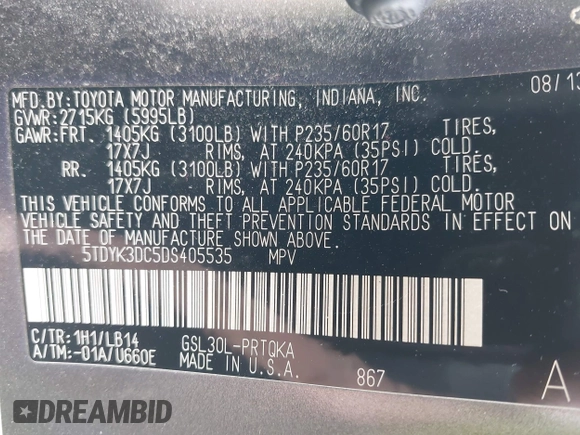 MFD.BY:TOYOTA MOTOR MANUFACTURING, INDIANA, INC. 08/13
GVWR:2715KG (5995LB)
GAWR:FRT. 1405KG (3100LB) WITH P235/60R17 TIRES,
17X7J RIMS, AT 240KPA (35PSI) COLD.
RR. 1405KG (3100LB) WITH P235/60R17 TIRES,
17X7J RIMS, AT 240KPA (35PSI) COLD.
THIS VEHICLE CONFORMS TO ALL APPLICABLE FEDERAL MOTOR
VEHICLE SAFETY AND THEFT PREVENTION STANDARDS IN EFFECT ON
THE DATE OF MANUFACTURE SHOWN ABOVE.
5TDYK3DC5DS405535 MPV
C/TR:1H1/LB14 GSL30L-PRTQKA
A/TM:-01A/U660E MADE IN U.S.A.
867 A
DREAMBID